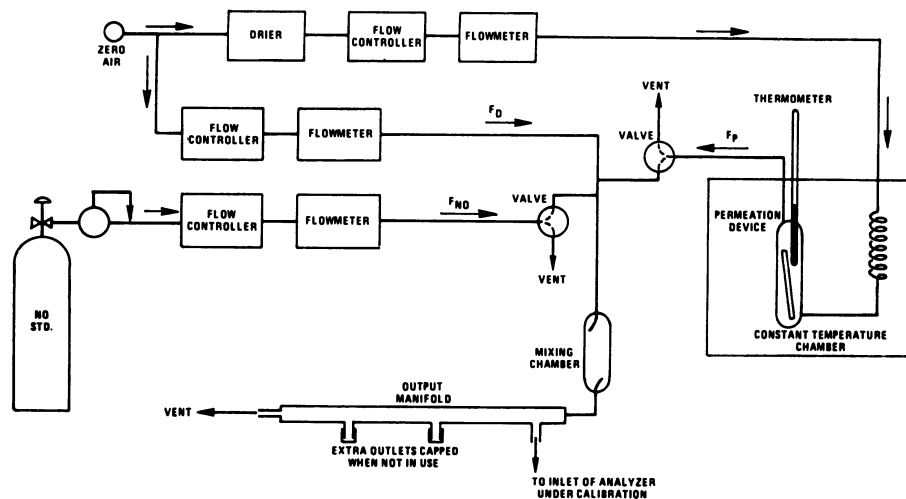 ZERO
AIR
DRIER
FLOW
CONTROLLER
FLOWMETER
FLOW
CONTROLLER
FLOWMETER
F_D
VENT
VALVE
F_P
THERMOMETER
FLOW
CONTROLLER
FLOWMETER
F_NO
VALVE
VENT
PERMEATION
DEVICE
CONSTANT TEMPERATURE
CHAMBER
NO
STD.
MIXING
CHAMBER
OUTPUT
MANIFOLD
VENT
EXTRA OUTLETS CAPPED
WHEN NOT IN USE
TO INLET OF ANALYZER
UNDER CALIBRATION